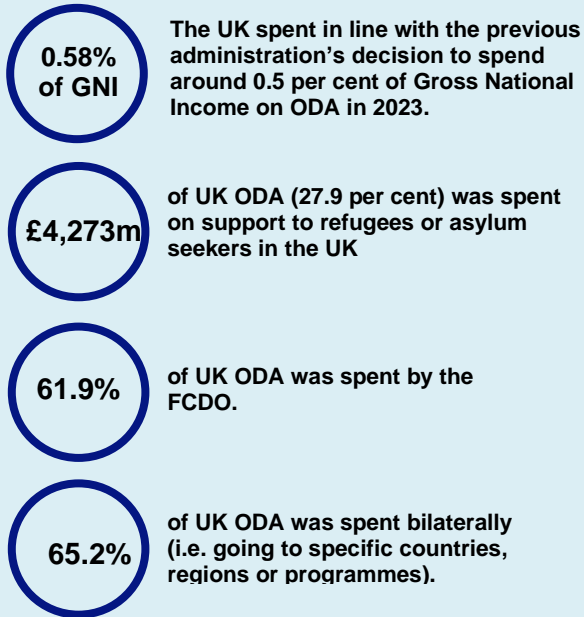 0.58%
of GNI
The UK spent in line with the previous
administration’s decision to spend
around 0.5 per cent of Gross National
Income on ODA in 2023.
£4,273m
of UK ODA (27.9 per cent) was spent
on support to refugees or asylum
seekers in the UK
61.9%
of UK ODA was spent by the
FCDO.
65.2%
of UK ODA was spent bilaterally
(i.e. going to specific countries,
regions or programmes).